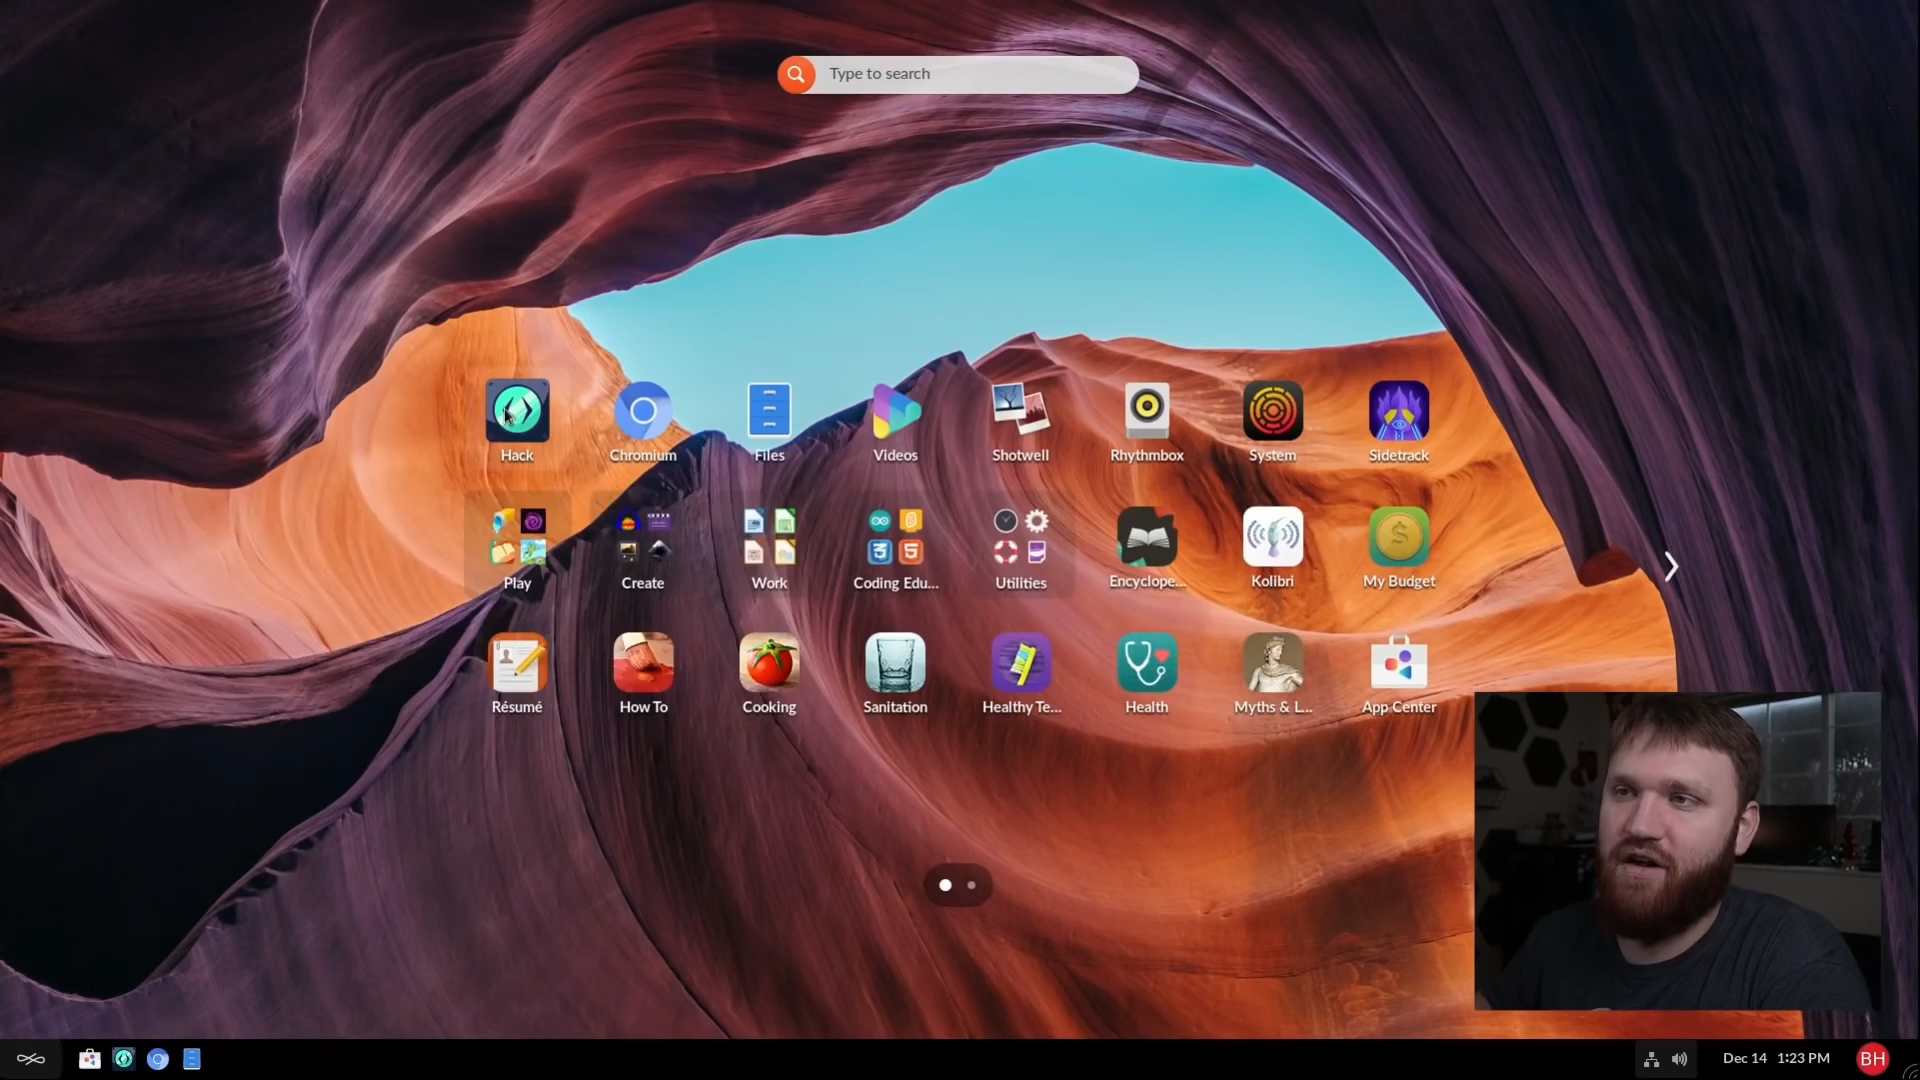 Type to search
Hack
Chromium
Files
Videos
Shotwell
Rhythmbox
System
Sidetrack
Play
Create
Work
Coding Edu...
Utilities
Encyclope...
Kolibri
My Budget
Résumé
How To
Cooking
Sanitation
Healthy Te...
Health
Myths & L...
App Center
Dec 14 1:23 PM
BH